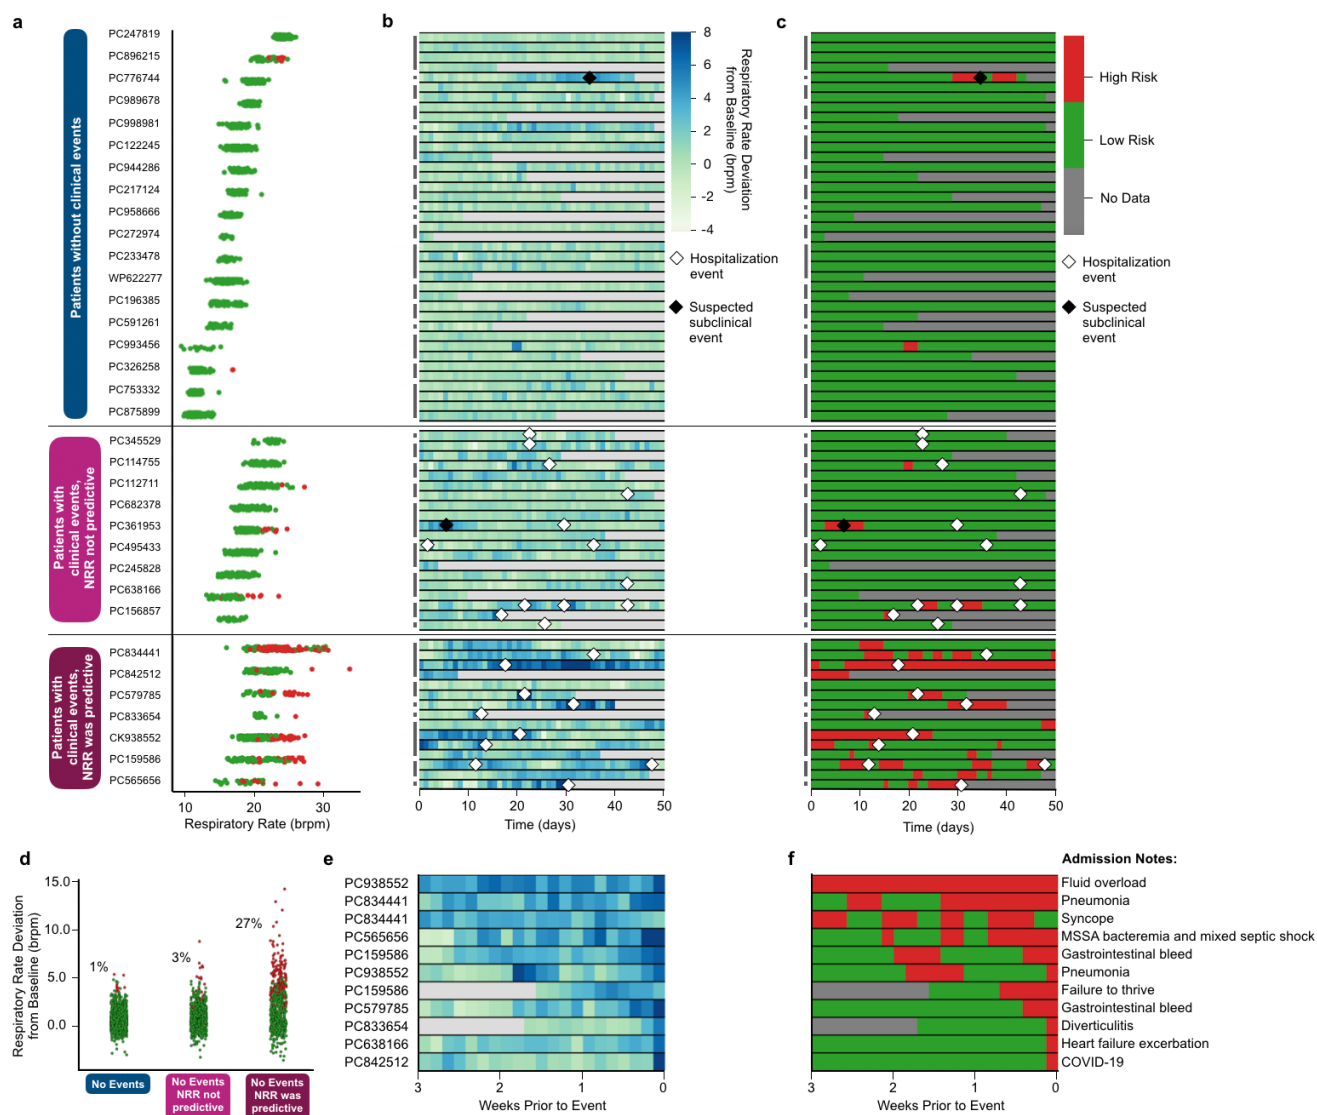 a
Patients without clinical events
PC247819
PC896215
PC776744
PC989678
PC998981
PC122245
PC944286
PC217124
PC958666
PC272974
PC233478
WP622277
PC196385
PC591261
PC993456
PC326258
PC753332
PC875899
Patients with
clinical events,
NRR not predictive
PC345529
PC114755
PC112711
PC682378
PC361953
PC495433
PC245828
PC638166
PC156857
Patients with
clinical events,
NRR was predictive
PC834441
PC842512
PC579785
PC833654
CK938552
PC159586
PC565656
10
20
30
Respiratory Rate (brpm)
b
8
6
4
2
0
-2
-4
Respiratory Rate Deviation
from Baseline (brpm)
Hospitalization
event
Suspected
subclinical
event
0
10
20
30
40
50
Time (days)
c
High Risk
Low Risk
No Data
Hospitalization
event
Suspected
subclinical
event
0
10
20
30
40
50
Time (days)
d
Respiratory Rate Deviation
from Baseline (brpm)
15.0
10.0
5.0
0.0
1%
3%
27%
No Events
No Events
NRR not
predictive
No Events
NRR was
predictive
e
PC938552
PC834441
PC834441
PC565656
PC159586
PC938552
PC159586
PC579785
PC833654
PC638166
PC842512
3
2
1
0
Weeks Prior to Event
f
Admission Notes:
Fluid overload
Pneumonia
Syncope
MSSA bacteremia and mixed septic shock
Gastrointestinal bleed
Pneumonia
Failure to thrive
Gastrointestinal bleed
Diverticulitis
Heart failure excerbation
COVID-19
3
2
1
0
Weeks Prior to Event